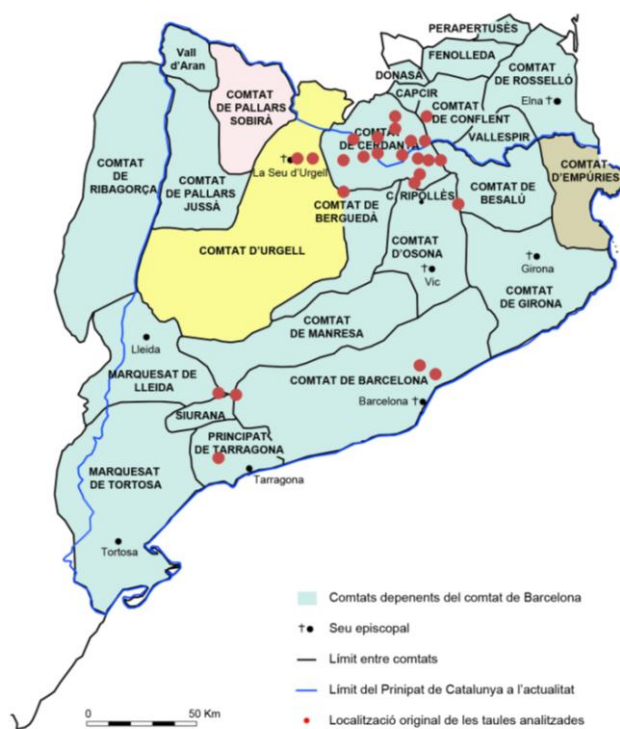 PERAPERTUSÈS
Vall
d'Aran
FENOLLEDA
COMTAT
DE ROSSELLÓ
DONASÀ
COMTAT
DE PALLARS
SOBIRÀ
CAPCIR
Elna
COMTAT
DE CONFLENT
VALLESPIR
COMTAT
DE CERDANYA
COMTAT
DE
RIBAGORÇA
La Seu d'Urgell
COMTAT
D'EMPÚRIES
COMTAT
DE PALLARS
JUSSÀ
COMTAT
DE
BERGUEDÀ
C. RIPOLLÈS
COMTAT
DE BESALÚ
COMTAT D'URGELL
COMTAT
D'OSONA
Vic
Girona
COMTAT
DE GIRONA
COMTAT
DE MANRESA
Lleida
MARQUESAT DE
LLEIDA
COMTAT DE BARCELONA
Barcelona
SIURANA
PRINCIPAT
DE TARRAGONA
MARQUESAT
DE TORTOSA
Tarragona
Tortosa
Comtats depenents del comtat de Barcelona
Seu episcopal
Límit entre comtats
Límit del Prinipat de Catalunya a l'actualitat
Localització original de les taules analitzades
0 50 Km